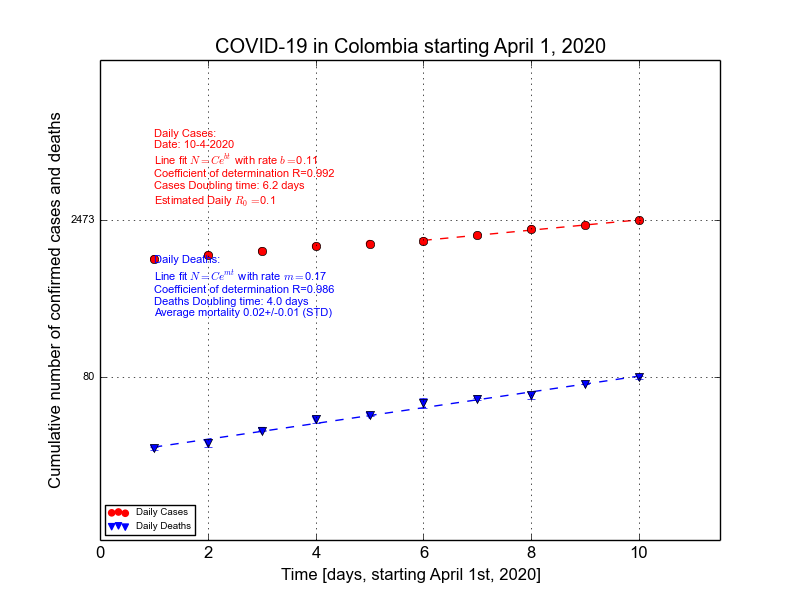 COVID-19 in Colombia starting April 1, 2020
Cumulative number of confirmed cases and deaths
Daily Cases:
Date: 10-4-2020
Line fit N = Ce^{bt} with rate b =0.11
Coefficient of determination R=0.992
Cases Doubling time: 6.2 days
Estimated Daily R_0 =0.1
2473
Daily Deaths:
Line fit N = Ce^{mt} with rate m =0.17
Coefficient of determination R=0.986
Deaths Doubling time: 4.0 days
Average mortality 0.02+/-0.01 (STD)
80
Daily Cases
Daily Deaths
0 2 4 6 8 10
Time [days, starting April 1st, 2020]